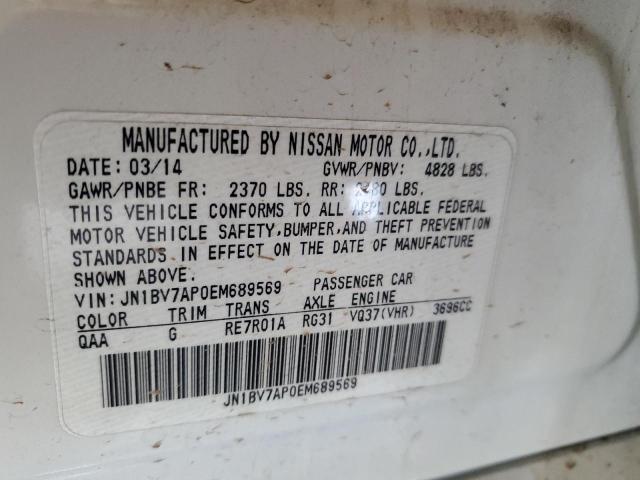 MANUFACTURED BY NISSAN MOTOR CO.,LTD.
DATE: 03/14 GVWR/PNBV: 4828 LBS.
GAWR/PNBE FR: 2370 LBS. RR: LBS.
THIS VEHICLE CONFORMS TO ALL APPLICABLE FEDERAL
MOTOR VEHICLE SAFETY,BUMPER,AND THEFT PREVENTION
STANDARDS IN EFFECT ON THE DATE OF MANUFACTURE
SHOWN ABOVE.
VIN:JN1BV7AP0EM689569 PASSENGER CAR
COLOR TRIM TRANS AXLE ENGINE
QAA G RE7R01A RG31 VQ37(VHR) 3696CC
JN1BV7AP0EM689569